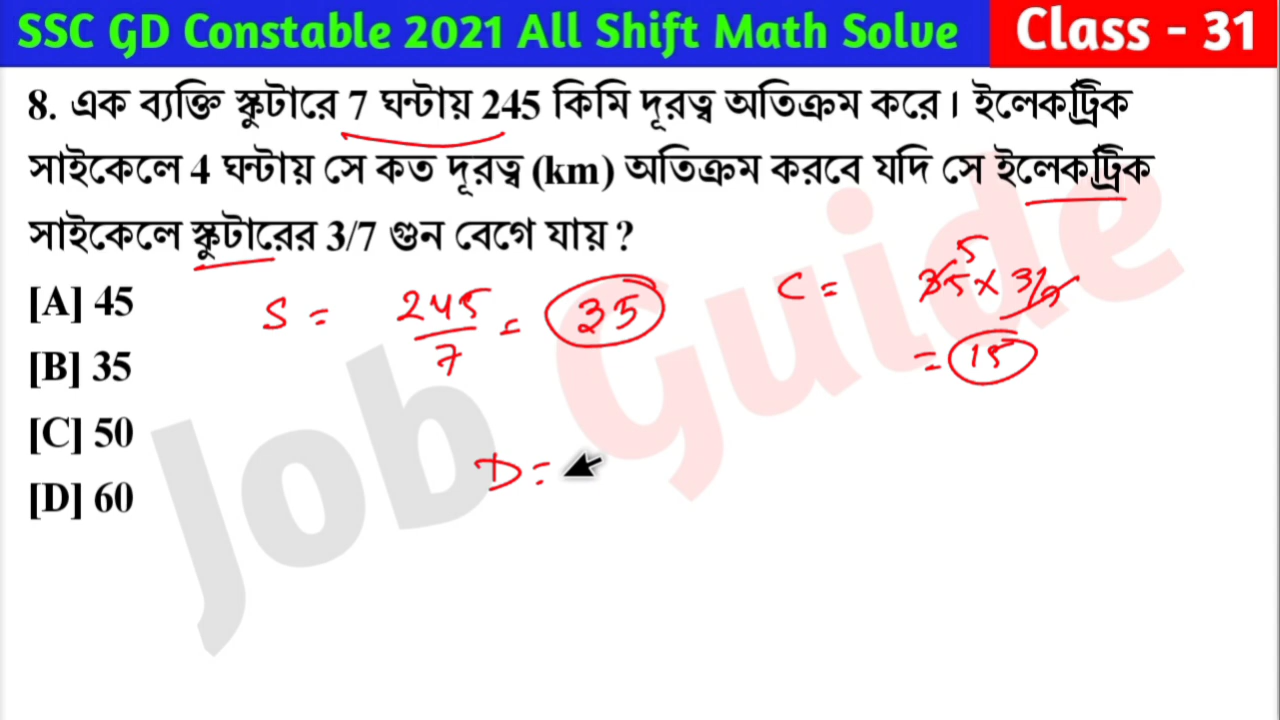 SSC GD Constable 2021 All Shift Math Solve
Class - 31
8. এক ব্যক্তি স্কুটারে 7 ঘন্টায় 245 কিমি দূরত্ব অতিক্রম করে। ইলেকট্রিক
সাইকেলে 4 ঘন্টায় সে কত দূরত্ব (km) অতিক্রম করবে যদি সে ইলেকট্রিক
সাইকেলে স্কুটারের 3/7 গুন বেগে যায় ?
[A] 45
[B] 35
[C] 50
[D] 60
S = 245/7 = 35
C = 35 × 3/7
5
= 15
D =
Job Guide